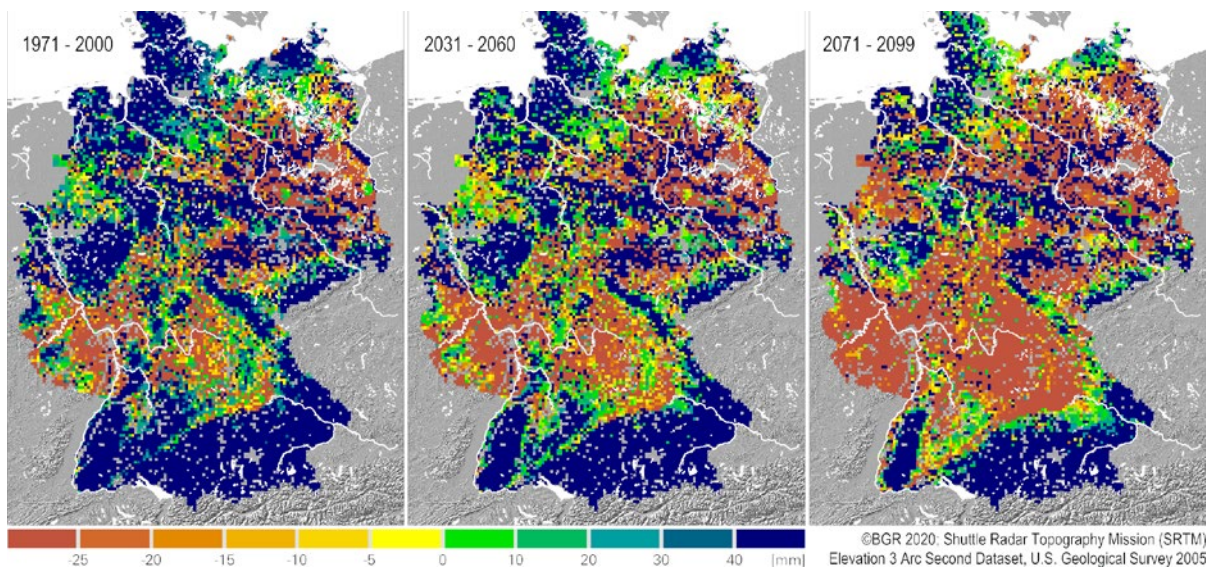 1971 - 2000
2031 - 2060
2071 - 2099
-25 -20 -15 -10 -5 0 10 20 30 40 [mm]
©BGR 2020; Shuttle Radar Topography Mission (SRTM)
Elevation 3 Arc Second Dataset, U.S. Geological Survey 2005